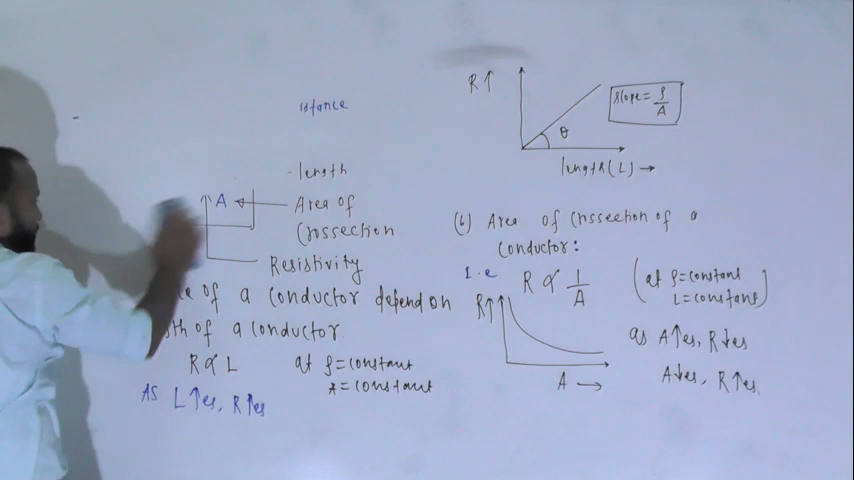 istance
length
A
Area of
Crossection
Resistivity
ce of a conductor depend on
th of a conductor
R ∝ L at ρ = constant
A = constant
As L↑es, R↑es
R↑
slope = ρ/A
θ
length(L) →
(b) Area of crossection of a
conductor:
I.e R ∝ 1/A (at ρ = constant
L = constant)
R↑
A →
as A↑es, R↓es
A↓es, R↑es